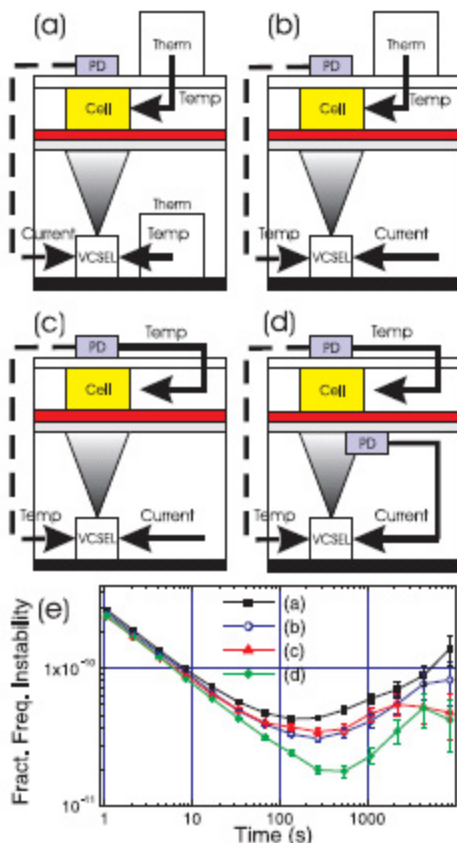 (a)
PD
Therm
Temp
Cell
Therm
Current
Temp
VCSEL
(b)
PD
Therm
Temp
Cell
Temp
Current
VCSEL
(c)
PD
Temp
Cell
Temp
Current
VCSEL
(d)
PD
Temp
Cell
PD
Temp
Current
VCSEL
(e)
(a)
(b)
(c)
(d)
Fract. Freq. Instability
1x10⁻¹⁰
10⁻¹¹
1 10 100 1000
Time (s)